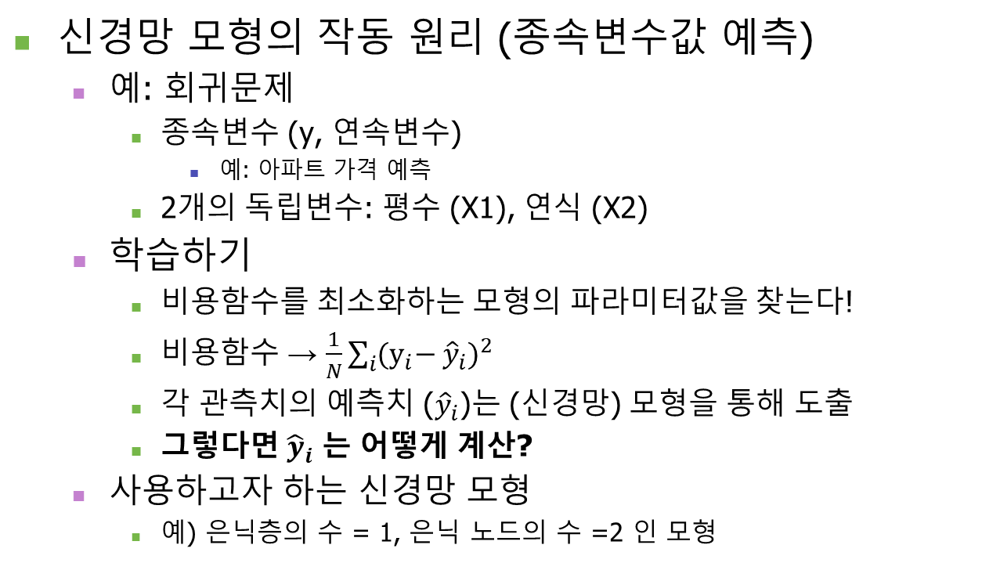 신경망 모형의 작동 원리 (종속변수값 예측)
예: 회귀문제
종속변수 (y, 연속변수)
예: 아파트 가격 예측
2개의 독립변수: 평수 (X1), 연식 (X2)
학습하기
비용함수를 최소화하는 모형의 파라미터값을 찾는다!
비용함수 → $\frac{1}{N}\sum_i(y_i - \hat{y}_i)^2$
각 관측치의 예측치 ($\hat{y}_i$)는 (신경망) 모형을 통해 도출
그렇다면 $\hat{y}_i$ 는 어떻게 계산?
사용하고자 하는 신경망 모형
예) 은닉층의 수 = 1, 은닉 노드의 수 =2 인 모형